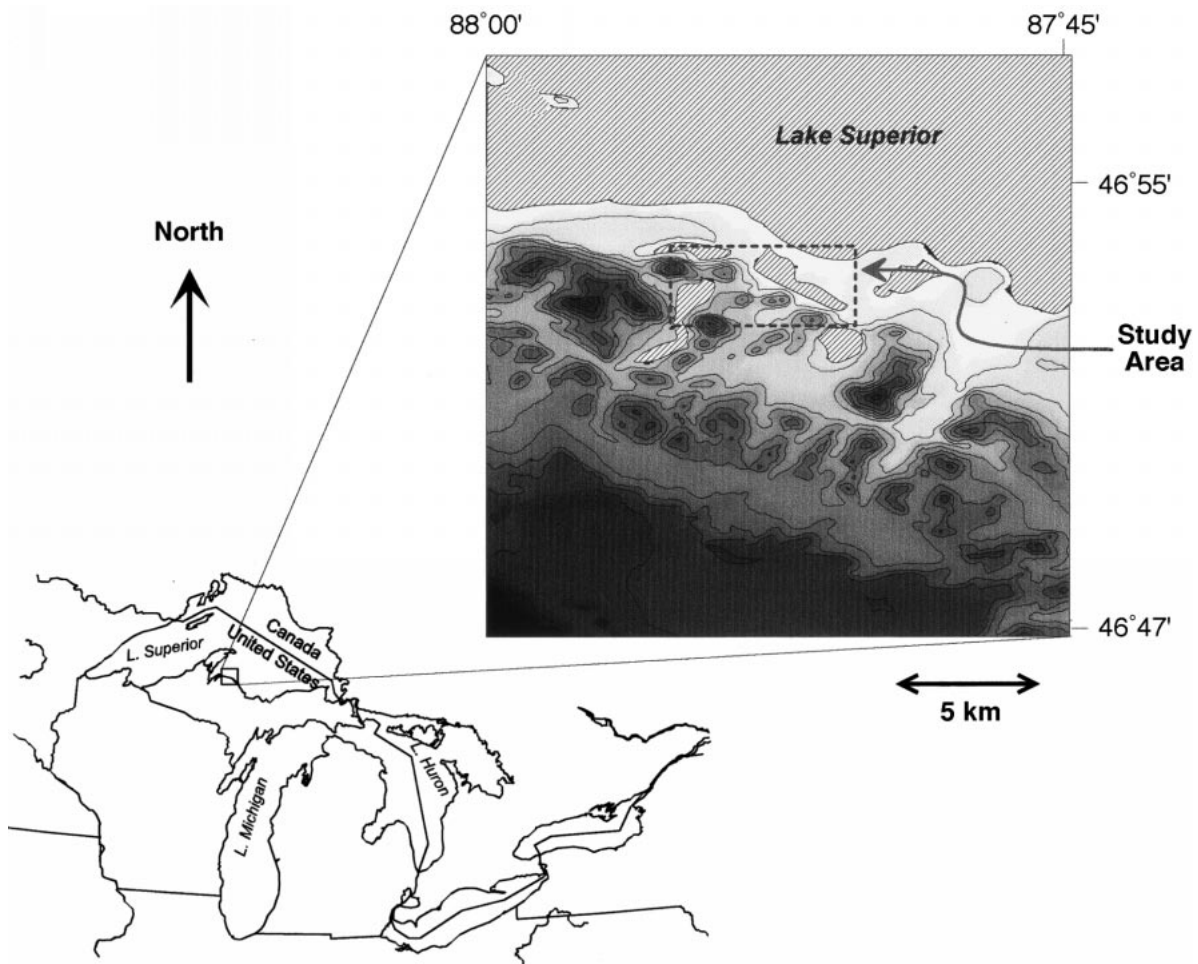 88°00'
87°45'
Lake Superior
46°55'
North
Study
Area
46°47'
5 km
Canada
United States
L. Superior
L. Huron
L. Michigan